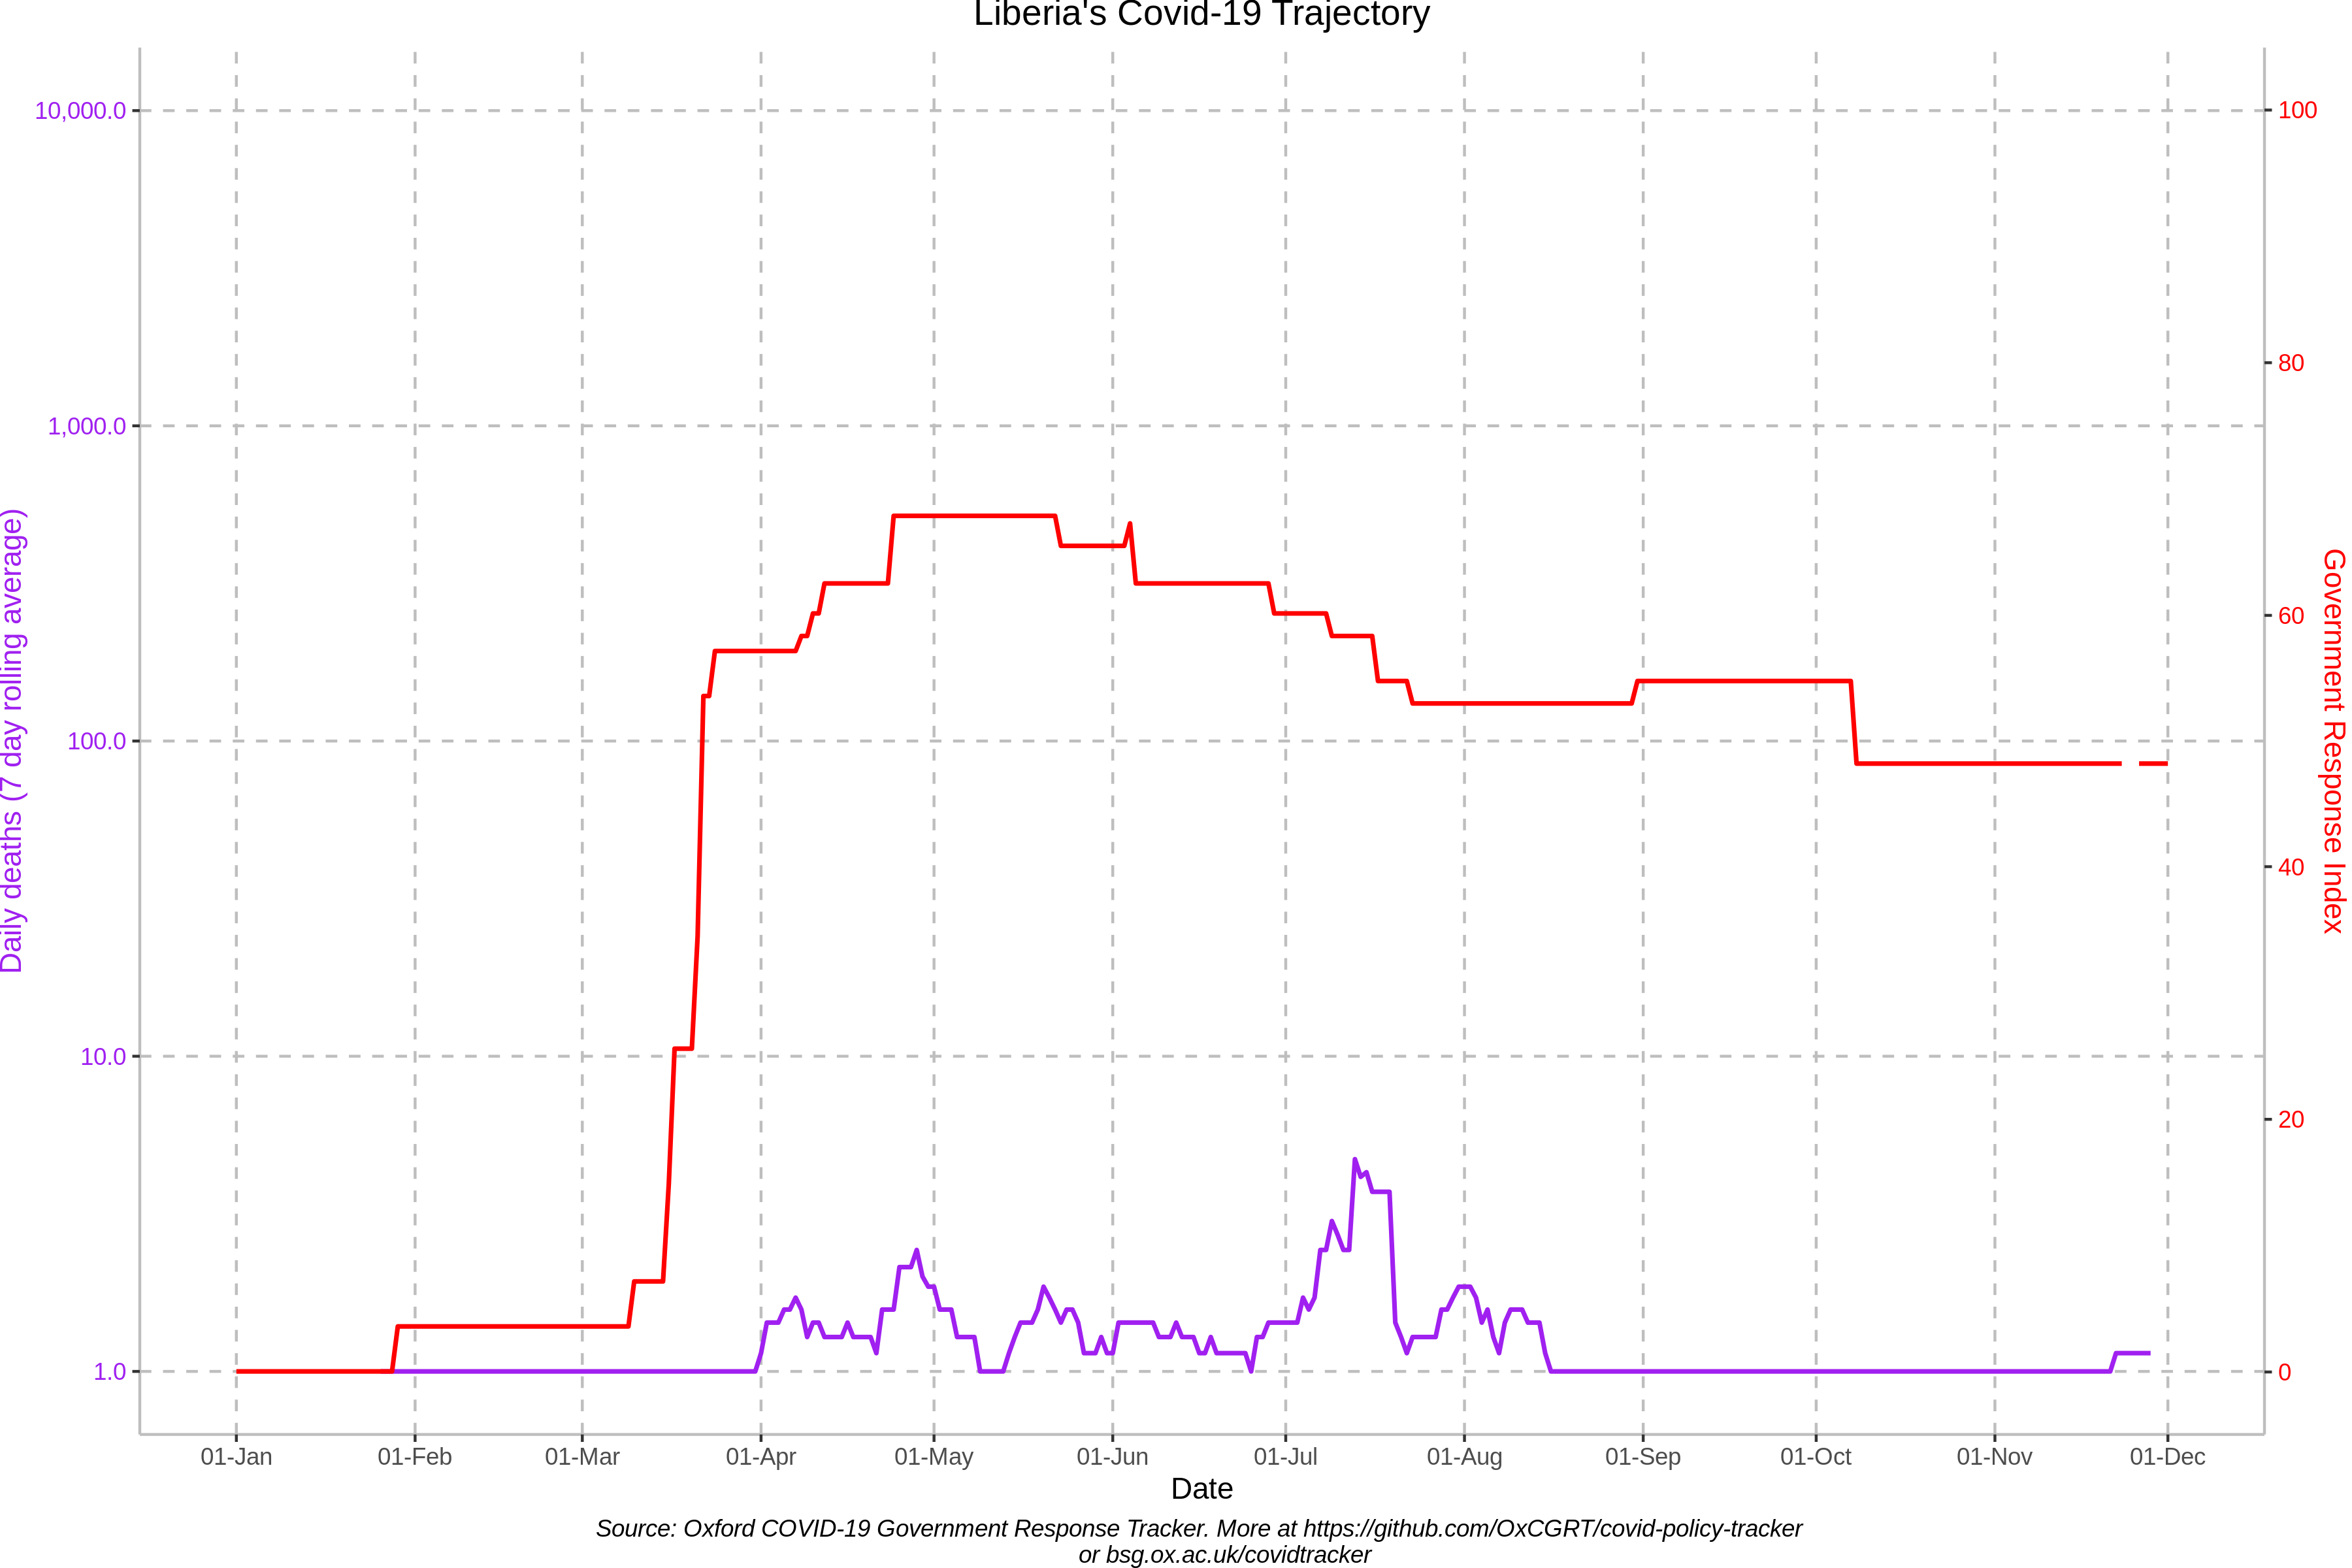 Liberia's Covid-19 Trajectory
10,000.0
1,000.0
100.0
10.0
1.0
Daily deaths (7 day rolling average)
100
80
60
40
20
0
Government Response Index
01-Jan 01-Feb 01-Mar 01-Apr 01-May 01-Jun 01-Jul 01-Aug 01-Sep 01-Oct 01-Nov 01-Dec
Date
Source: Oxford COVID-19 Government Response Tracker. More at https://github.com/OxCGRT/covid-policy-tracker
or bsg.ox.ac.uk/covidtracker